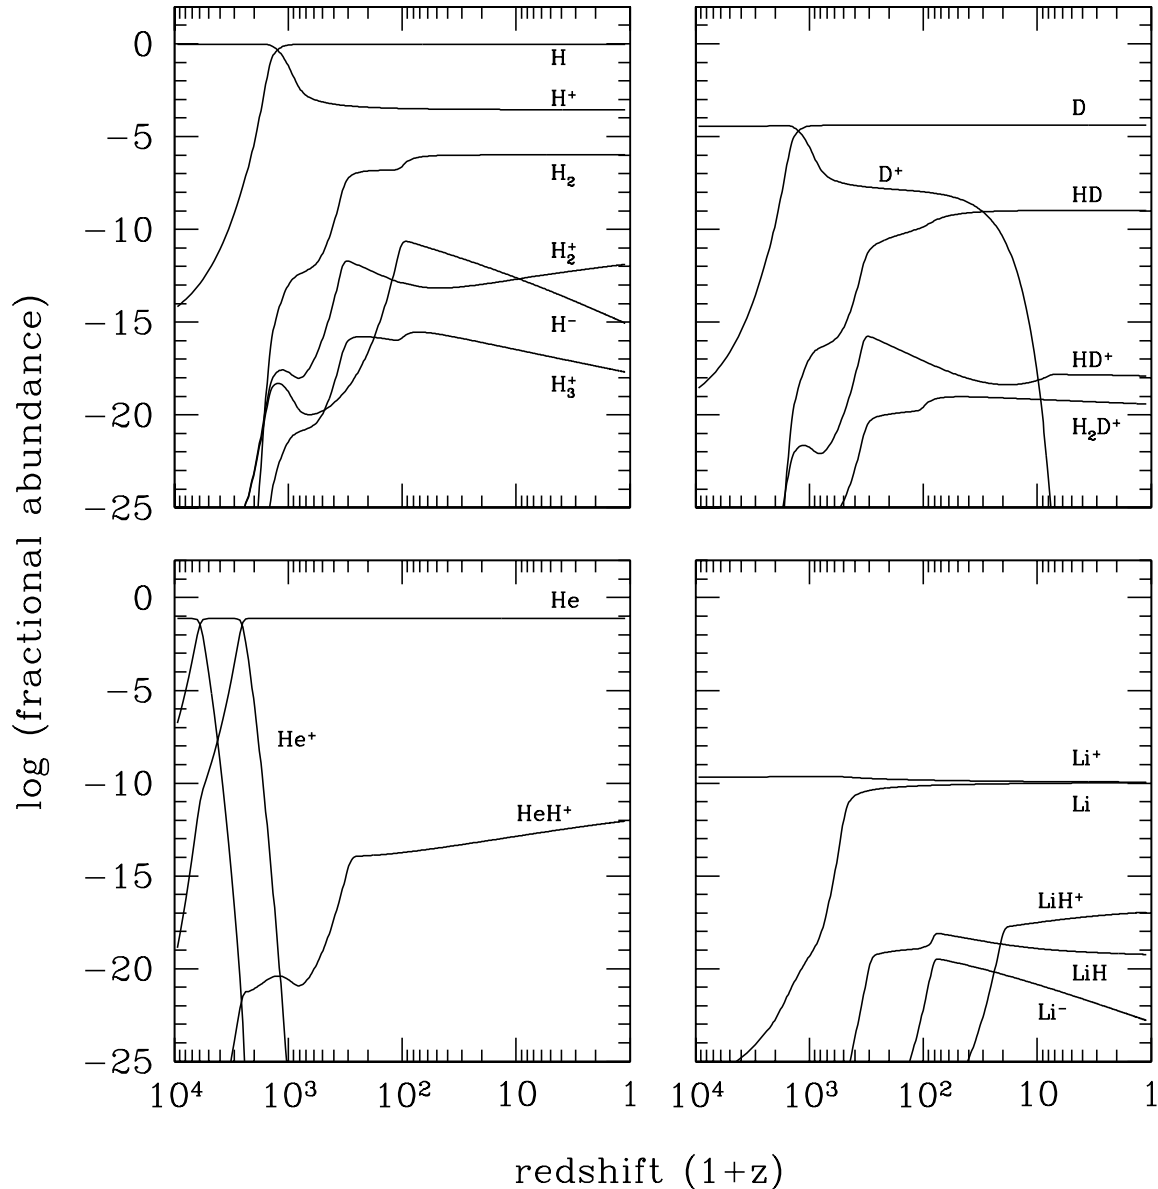 log (fractional abundance)
0
−5
−10
−15
−20
−25
H
H⁺
H₂
H₂⁺
H⁻
H₃⁺
D
D⁺
HD
HD⁺
H₂D⁺
0
−5
−10
−15
−20
−25
He
He⁺
HeH⁺
Li⁺
Li
LiH⁺
LiH
Li⁻
10⁴ 10³ 10² 10 1
10⁴ 10³ 10² 10 1
redshift (1+z)